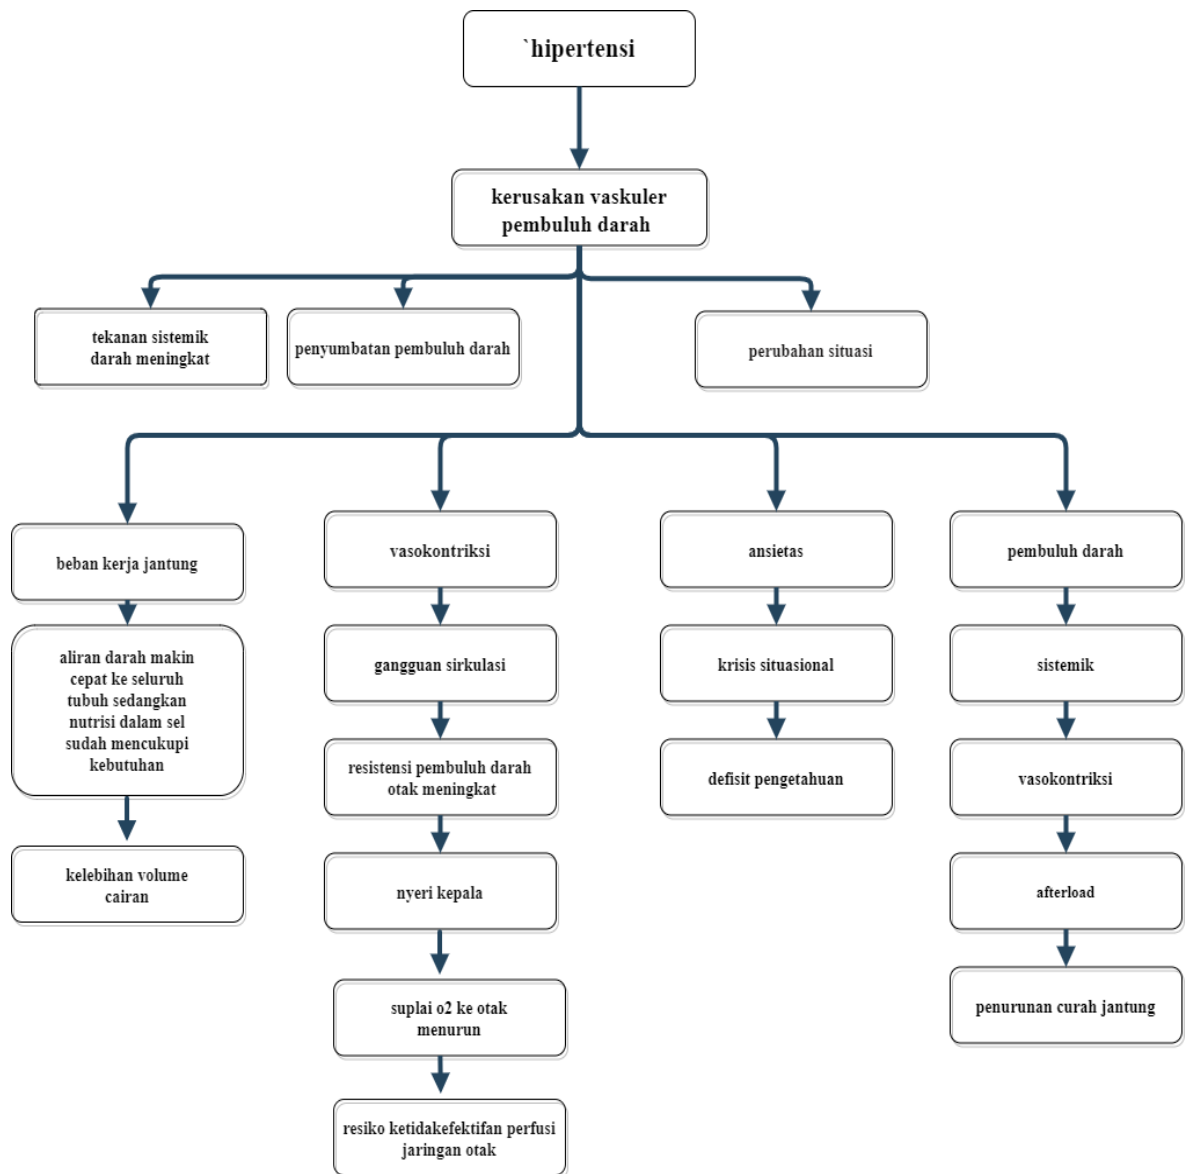 `hipertensi
kerusakan vaskuler
pembuluh darah
tekanan sistemik
darah meningkat
penyumbatan pembuluh darah
perubahan situasi
beban kerja jantung
vasokontriksi
ansietas
pembuluh darah
aliran darah makin
cepat ke seluruh
tubuh sedangkan
nutrisi dalam sel
sudah mencukupi
kebutuhan
gangguan sirkulasi
krisis situasional
sistemik
resistensi pembuluh darah
otak meningkat
defisit pengetahuan
vasokontriksi
kelebihan volume
cairan
nyeri kepala
afterload
suplai o2 ke otak
menurun
penurunan curah jantung
resiko ketidakefektifan perfusi
jaringan otak